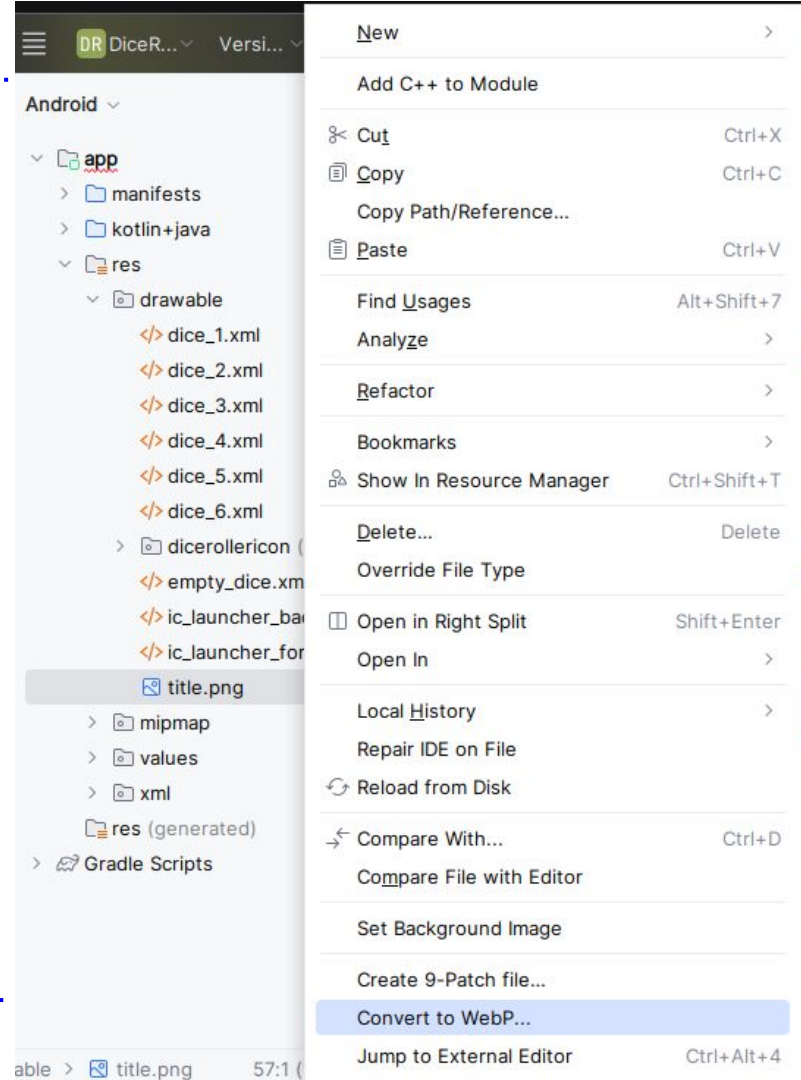 DR DiceR... Versi...
Android
app
manifests
kotlin+java
res
drawable
dice_1.xml
dice_2.xml
dice_3.xml
dice_4.xml
dice_5.xml
dice_6.xml
dicerollericon (
empty_dice.xm
ic_launcher_bac
ic_launcher_for
title.png
mipmap
values
xml
res (generated)
Gradle Scripts
able > title.png 57:1 (
New
Add C++ to Module
Cut Ctrl+X
Copy Ctrl+C
Copy Path/Reference...
Paste Ctrl+V
Find Usages Alt+Shift+7
Analyze
Refactor
Bookmarks
Show In Resource Manager Ctrl+Shift+T
Delete... Delete
Override File Type
Open in Right Split Shift+Enter
Open In
Local History
Repair IDE on File
Reload from Disk
Compare With... Ctrl+D
Compare File with Editor
Set Background Image
Create 9-Patch file...
Convert to WebP...
Jump to External Editor Ctrl+Alt+4